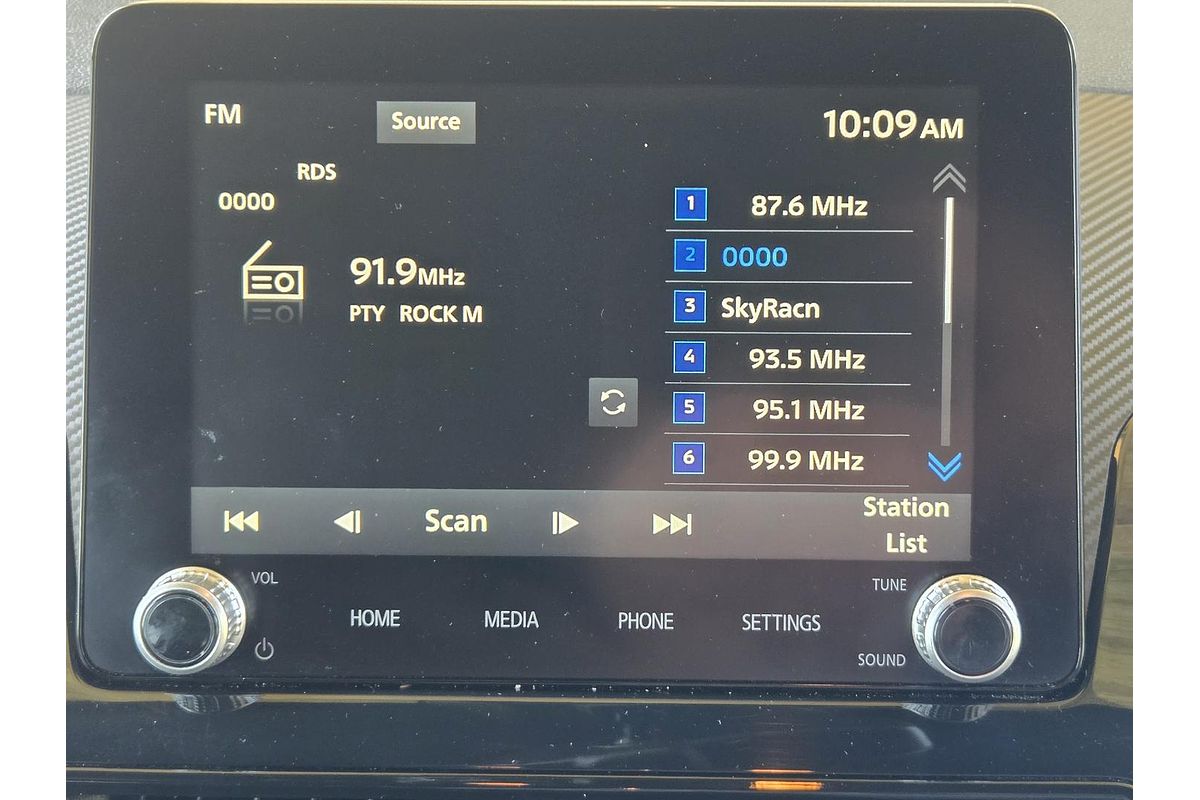 FM
Source
10:09 AM
RDS
0000
91.9 MHz
PTY ROCK M
1 87.6 MHz
2 0000
3 SkyRacn
4 93.5 MHz
5 95.1 MHz
6 99.9 MHz
Scan
Station
List
VOL
TUNE
HOME MEDIA PHONE SETTINGS
SOUND